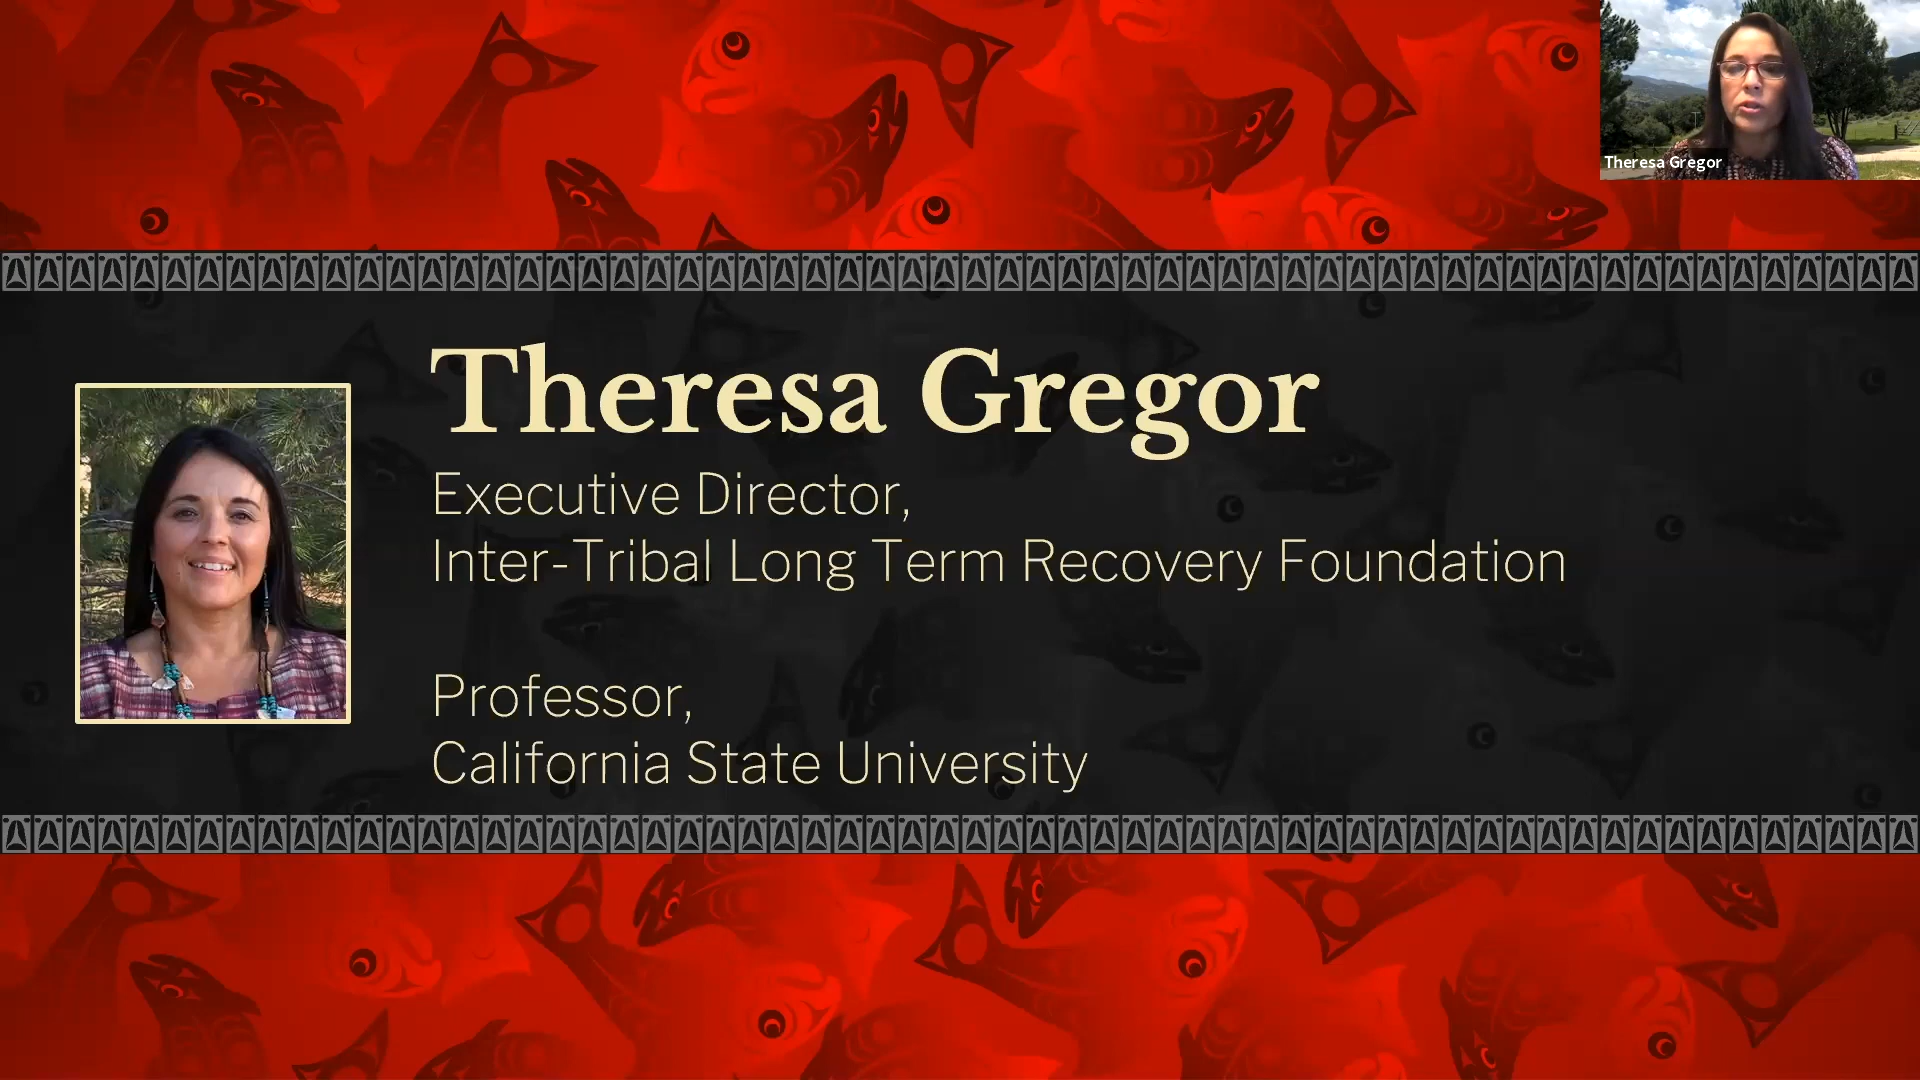 Theresa Gregor
Theresa Gregor
Executive Director,
Inter-Tribal Long Term Recovery Foundation
Professor,
California State University